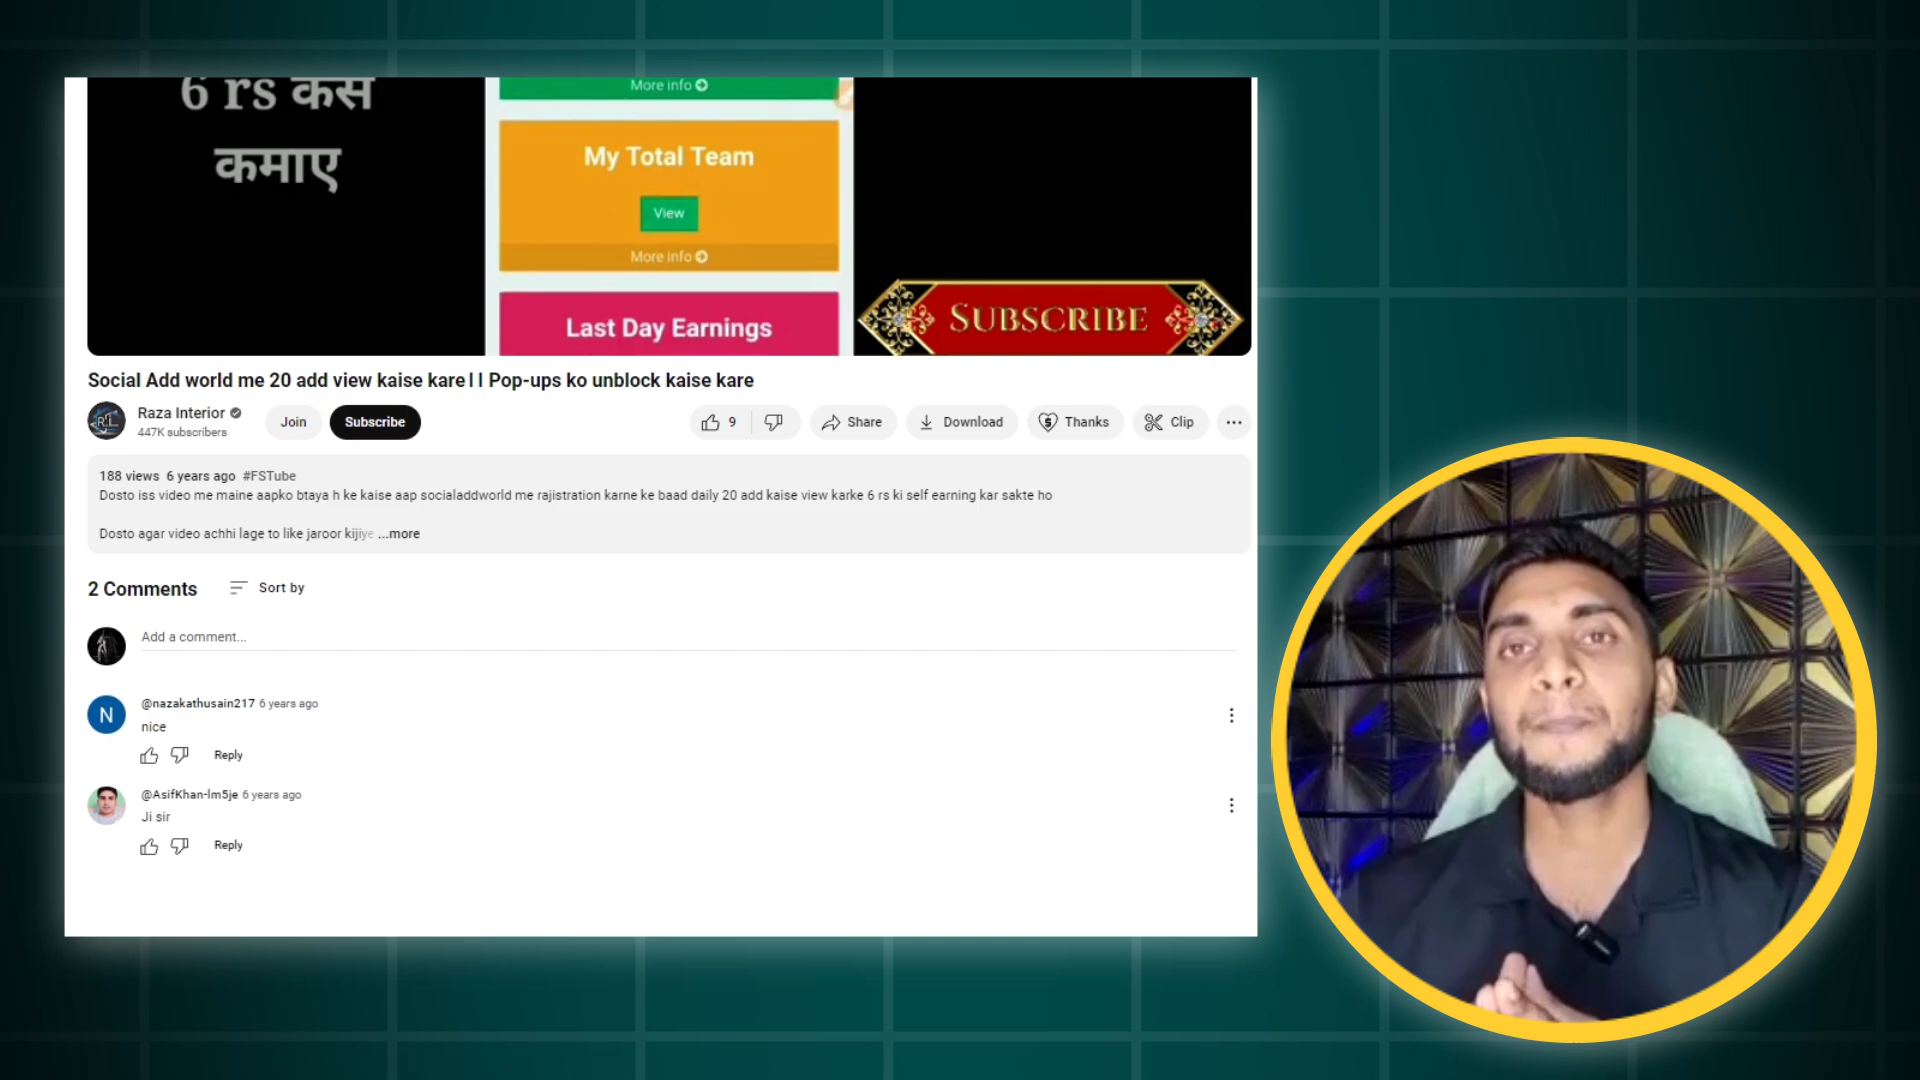 6 rs कैसे
कमाए
More info
My Total Team
View
More info
Last Day Earnings
SUBSCRIBE
Social Add world me 20 add view kaise kare l l Pop-ups ko unblock kaise kare
Raza Interior
447K subscribers
Join
Subscribe
9
Share
Download
Thanks
Clip
188 views 6 years ago #FSTube
Dosto iss video me maine aapko btaya h ke kaise aap socialaddworld me rajistration karne ke baad daily 20 add kaise view karke 6 rs ki self earning kar sakte ho
Dosto agar video achhi lage to like jaroor kijiye ...more
2 Comments
Sort by
Add a comment...
N
@nazakathusain217 6 years ago
nice
Reply
@AsifKhan-lm5je 6 years ago
Ji sir
Reply